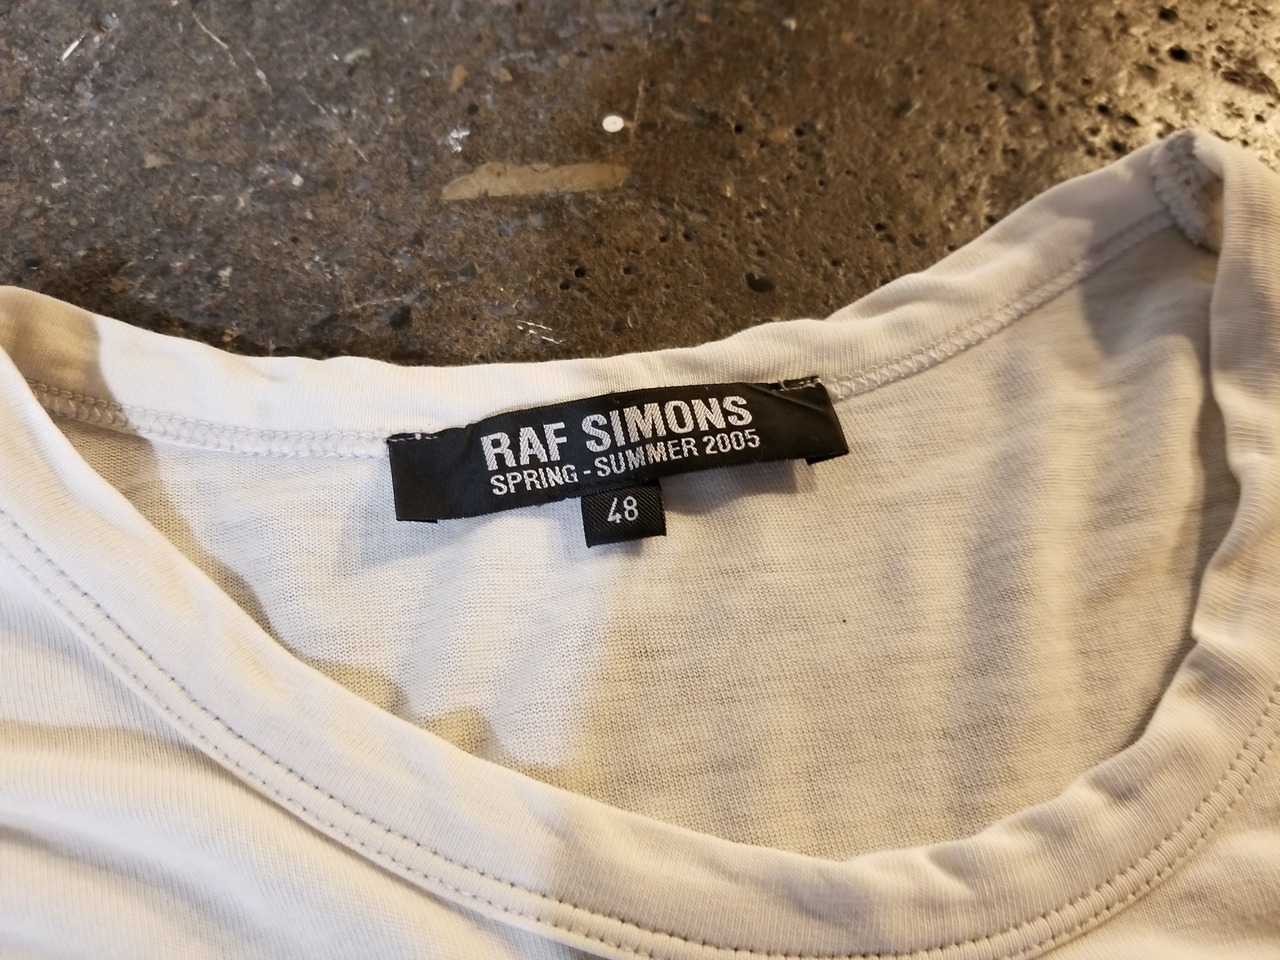 RAF SIMONS
SPRING - SUMMER 2005
48